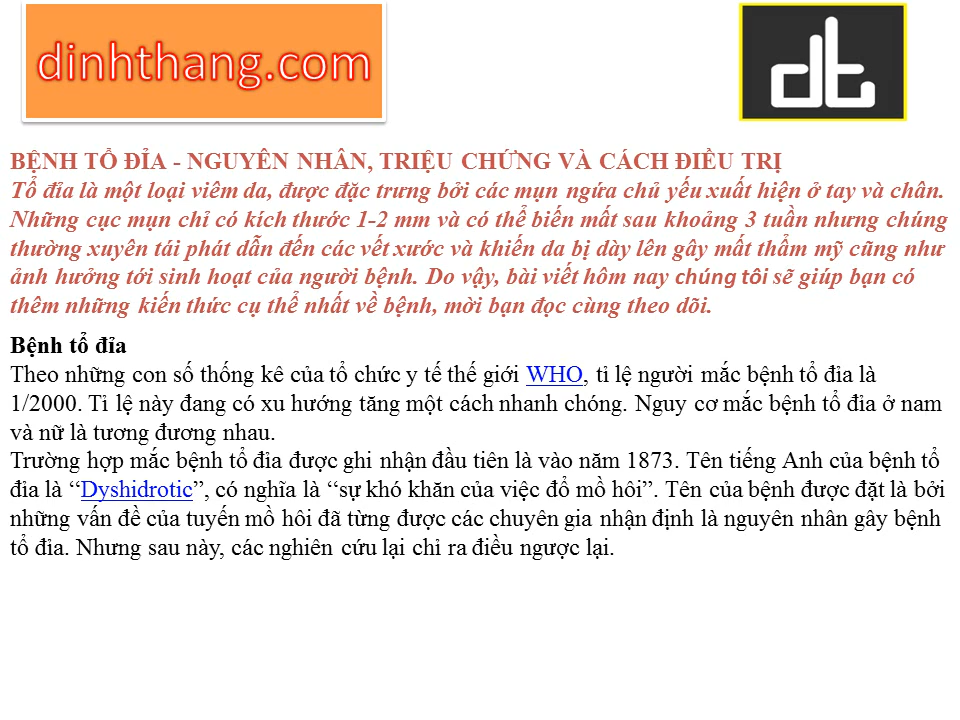 dinhthang.com
dt
BỆNH TỔ ĐỈA - NGUYÊN NHÂN, TRIỆU CHỨNG VÀ CÁCH ĐIỀU TRỊ
Tổ đỉa là một loại viêm da, được đặc trưng bởi các mụn ngứa chủ yếu xuất hiện ở tay và chân.
Những cục mụn chỉ có kích thước 1-2 mm và có thể biến mất sau khoảng 3 tuần nhưng chúng
thường xuyên tái phát dẫn đến các vết xước và khiến da bị dày lên gây mất thẩm mỹ cũng như
ảnh hưởng tới sinh hoạt của người bệnh. Do vậy, bài viết hôm nay chúng tôi sẽ giúp bạn có
thêm những kiến thức cụ thể nhất về bệnh, mời bạn đọc cùng theo dõi.
Bệnh tổ đỉa
Theo những con số thống kê của tổ chức y tế thế giới WHO, tỉ lệ người mắc bệnh tổ đỉa là
1/2000. Tỉ lệ này đang có xu hướng tăng một cách nhanh chóng. Nguy cơ mắc bệnh tổ đỉa ở nam
và nữ là tương đương nhau.
Trường hợp mắc bệnh tổ đỉa được ghi nhận đầu tiên là vào năm 1873. Tên tiếng Anh của bệnh tổ
đỉa là “Dyshidrotic”, có nghĩa là “sự khó khăn của việc đổ mồ hôi”. Tên của bệnh được đặt là bởi
những vấn đề của tuyến mồ hôi đã từng được các chuyên gia nhận định là nguyên nhân gây bệnh
tổ đỉa. Nhưng sau này, các nghiên cứu lại chỉ ra điều ngược lại.